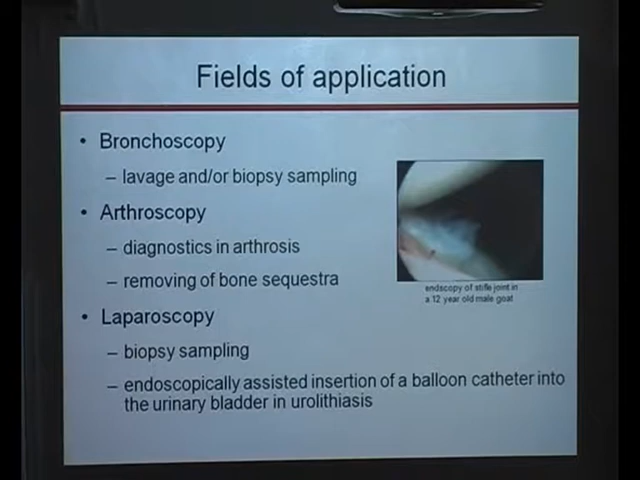 Fields of application
• Bronchoscopy
– lavage and/or biopsy sampling
• Arthroscopy
– diagnostics in arthrosis
– removing of bone sequestra
endscopy of stifle joint in
a 12 year old male goat
• Laparoscopy
– biopsy sampling
– endoscopically assisted insertion of a balloon catheter into
the urinary bladder in urolithiasis